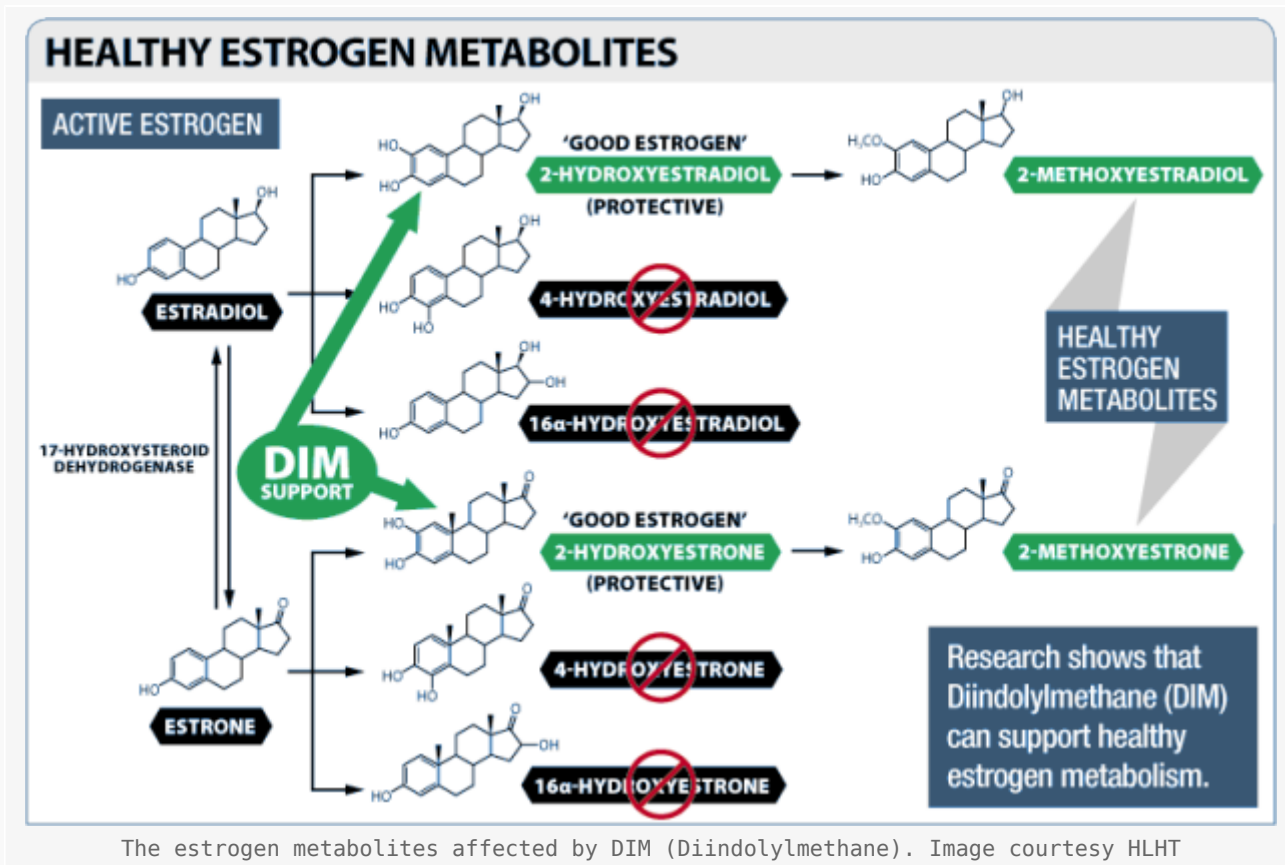 HEALTHY ESTROGEN METABOLITES
ACTIVE ESTROGEN
OH
HO
HO
'GOOD ESTROGEN'
2-HYDROXYESTRADIOL
(PROTECTIVE)
OH
H₃CO
HO
2-METHOXYESTRADIOL
OH
HO
ESTRADIOL
OH
HO
OH
4-HYDROXYESTRADIOL
OH
OH
HO
16α-HYDROXYESTRADIOL
HEALTHY
ESTROGEN
METABOLITES
17-HYDROXYSTEROID
DEHYDROGENASE
DIM
SUPPORT
O
HO
HO
'GOOD ESTROGEN'
2-HYDROXYESTRONE
(PROTECTIVE)
O
H₃CO
HO
2-METHOXYESTRONE
O
HO
ESTRONE
O
HO
OH
4-HYDROXYESTRONE
O
OH
HO
16α-HYDROXYESTRONE
Research shows that
Diindolylmethane (DIM)
can support healthy
estrogen metabolism.
The estrogen metabolites affected by DIM (Diindolylmethane). Image courtesy HLHT